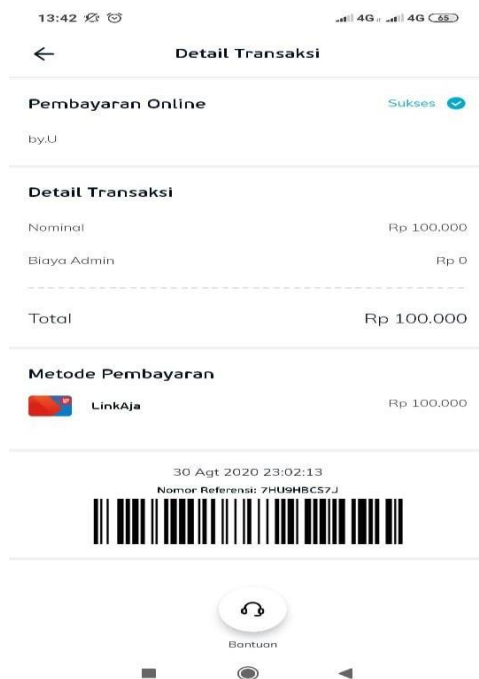 13:42 4G 4G 65
Detail Transaksi
Pembayaran Online Sukses
by.U
Detail Transaksi
Nominal Rp 100.000
Biaya Admin Rp 0
Total Rp 100.000
Metode Pembayaran
LinkAja Rp 100.000
30 Agt 2020 23:02:13
Nomor Referensi: 7HU9HBCS7J
Bantuan